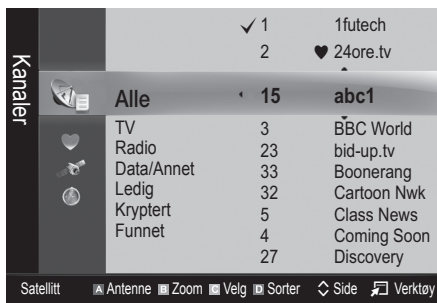 Kanaler
✓ 1 1futech
2 ♥ 24ore.tv
Alle 15 abc1
TV 3 BBC World
Radio 23 bid-up.tv
Data/Annet 33 Boonerang
Ledig 32 Cartoon Nwk
Kryptert 5 Class News
Funnet 4 Coming Soon
27 Discovery
Satellitt A Antenne B Zoom C Velg D Sorter Side Verktøy